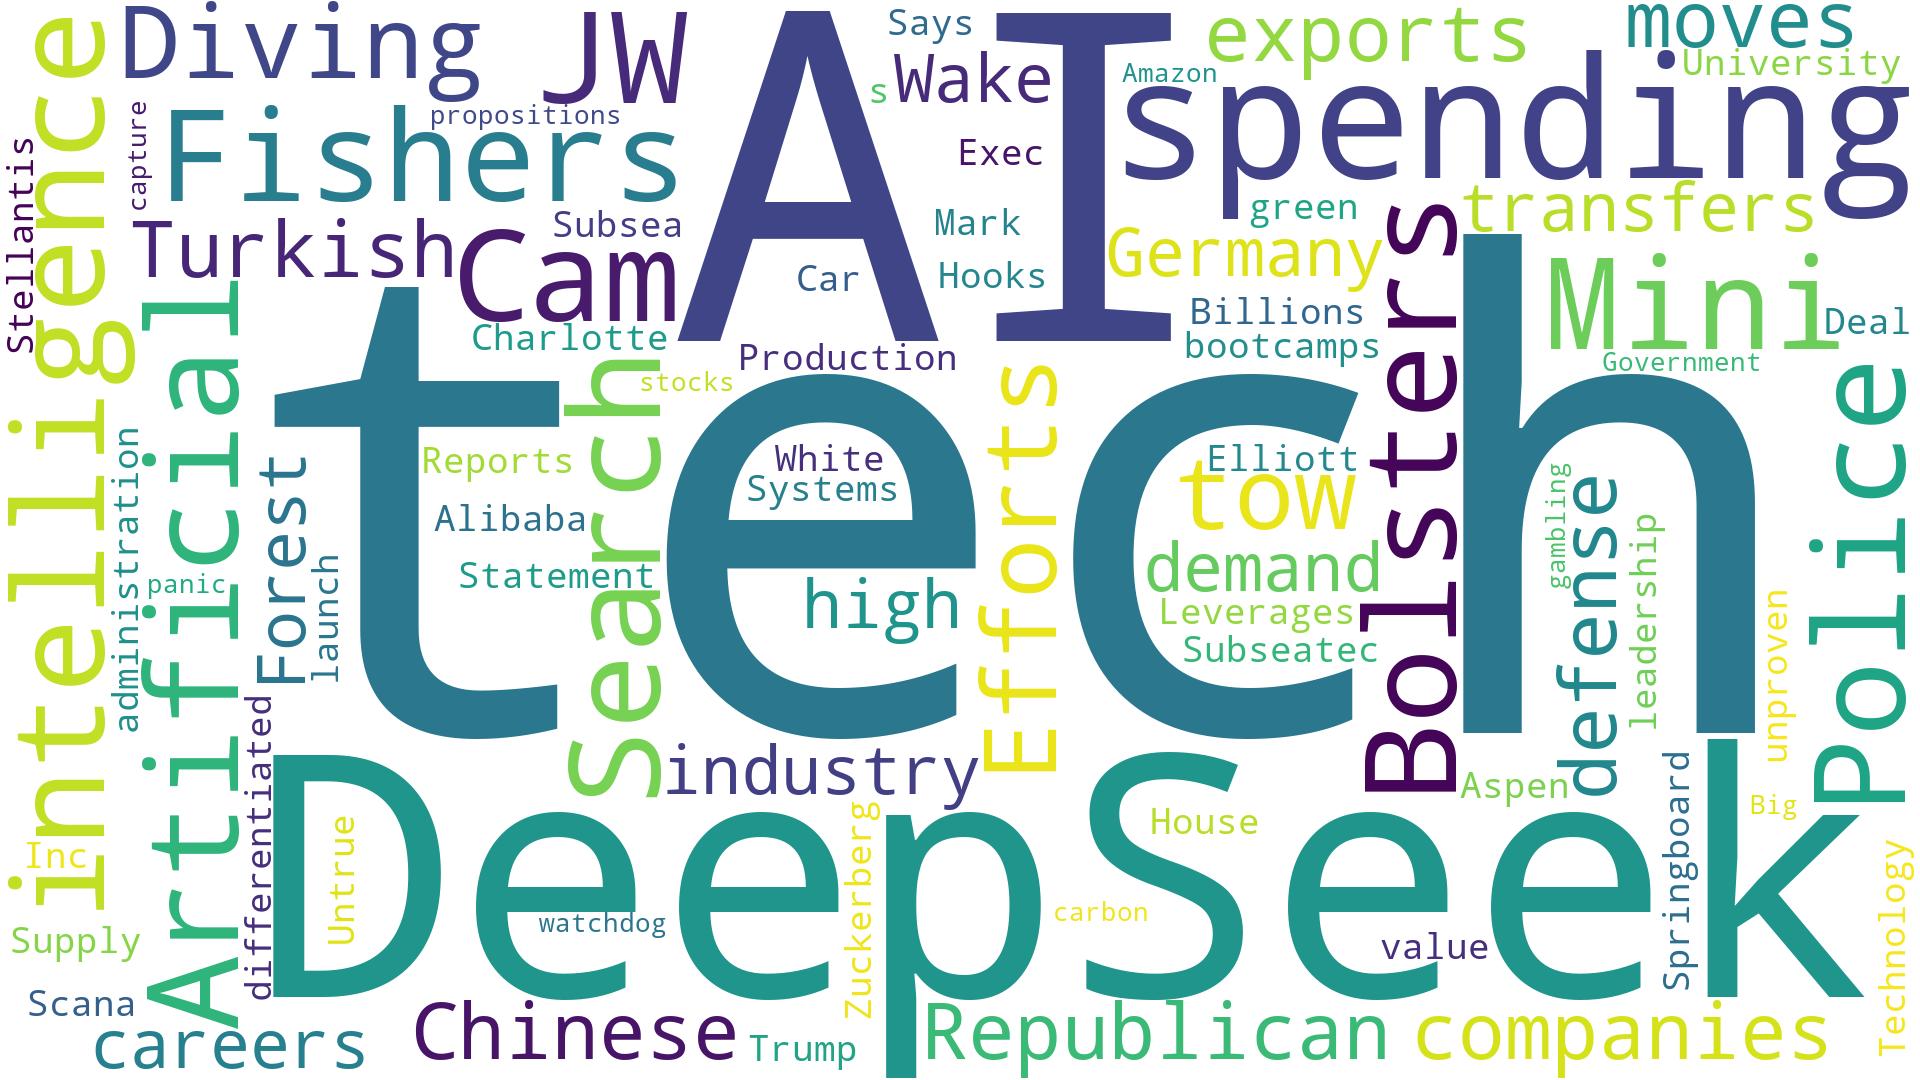 Diving
JW
AI
Says
exports
moves
s
Wake
Amazon
University
spending
propositions
capture
Fishers
Exec
intelligence
Stellantis
Turkish
Subsea
Cam
Mark
green
transfers
Germany
Car
Hooks
Mini
Billions
Deal
Charlotte
Production
bootcamps
Government
stocks
tech
Artificial
Search
Efforts
Bolsters
Police
administration
Forest
launch
Reports
White
Systems
Elliott
tow
Alibaba
gambling
defense
leadership
unproven
Statement
panic
high
demand
Leverages
Subseatec
differentiated
industry
Aspen
Springboard
Big
DeepSeek
Inc
Untrue
Zuckerberg
House
Technology
watchdog
carbon
value
Supply
Scana
careers
Chinese
Trump
Republican
companies